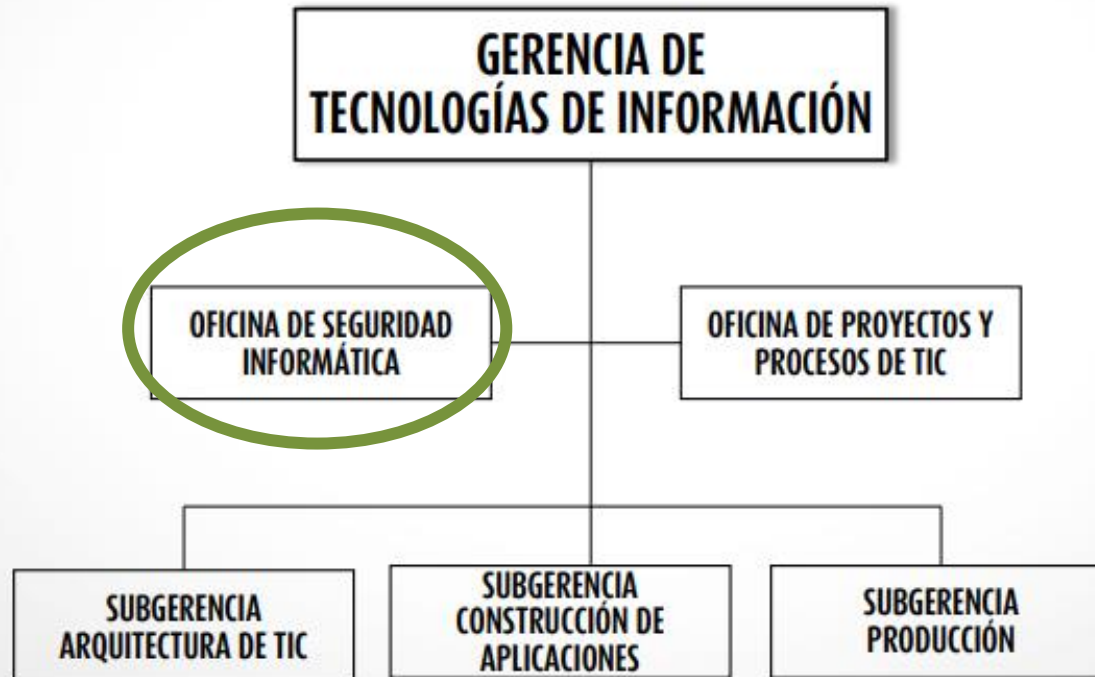 GERENCIA DE
TECNOLOGÍAS DE INFORMACIÓN
OFICINA DE SEGURIDAD
INFORMÁTICA
OFICINA DE PROYECTOS Y
PROCESOS DE TIC
SUBGERENCIA
ARQUITECTURA DE TIC
SUBGERENCIA
CONSTRUCCIÓN DE
APLICACIONES
SUBGERENCIA
PRODUCCIÓN